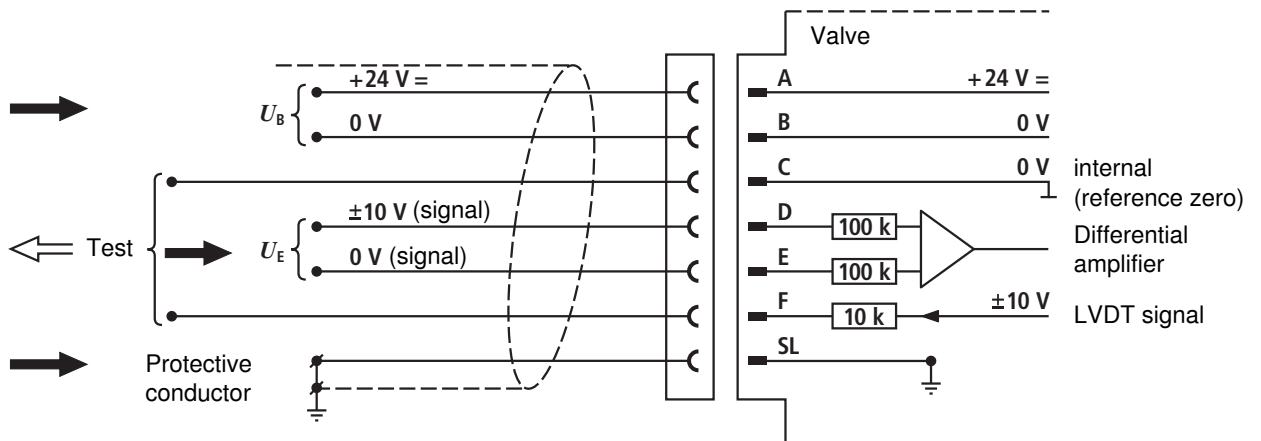 Valve
+24 V =
A
+24 V =
U_B
0 V
B
0 V
C
0 V
internal
(reference zero)
±10 V (signal)
D
100 k
Differential
amplifier
Test
U_E
0 V (signal)
E
100 k
F
10 k
±10 V
LVDT signal
SL
Protective
conductor